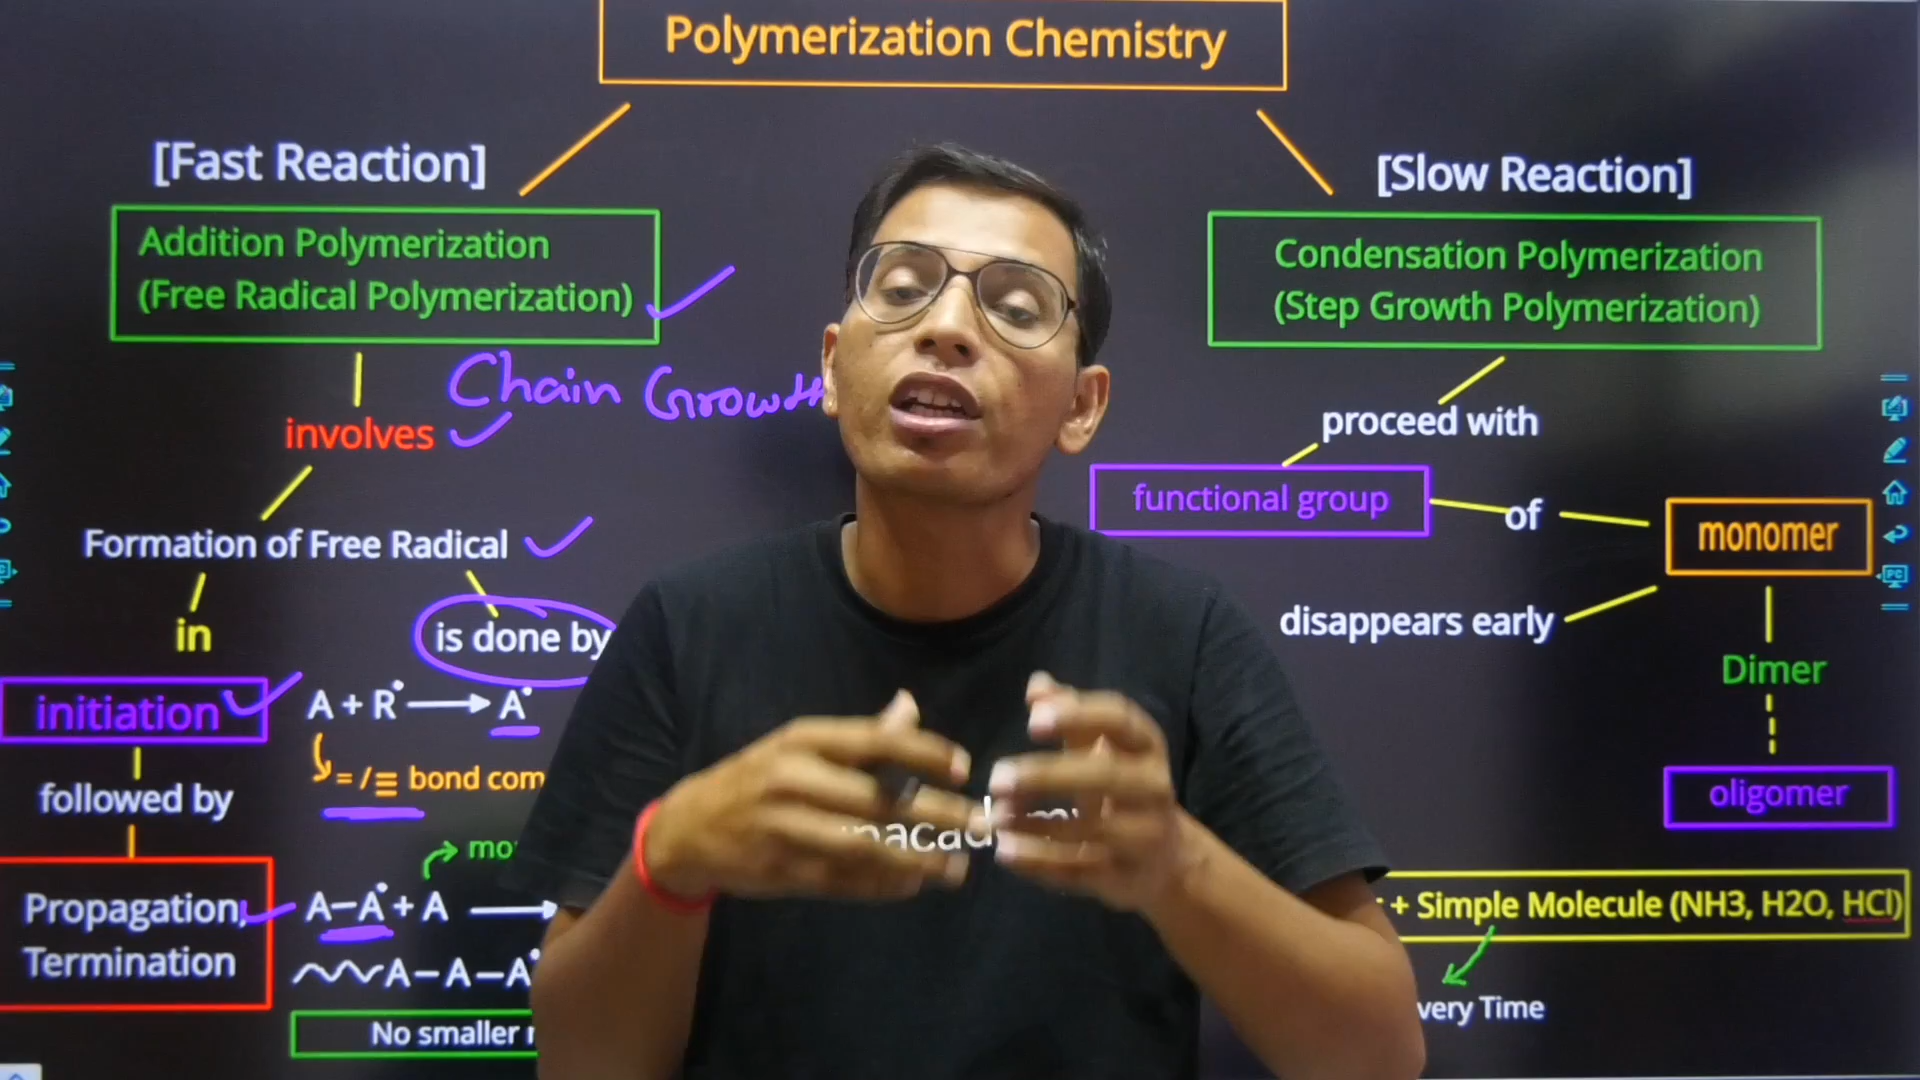 Polymerization Chemistry
[Fast Reaction]
[Slow Reaction]
Addition Polymerization
(Free Radical Polymerization)
Condensation Polymerization
(Step Growth Polymerization)
Chain Growth
involves
proceed with
functional group
of
monomer
Formation of Free Radical
is done by
in
disappears early
Dimer
initiation
A + R• ⟶ A•
= / ≡ bond
followed by
oligomer
Propagation,
Termination
A–A• + A ⟶
A–A–A•
+ Simple Molecule (NH3, H2O, HCl)
Time
No smaller
PC